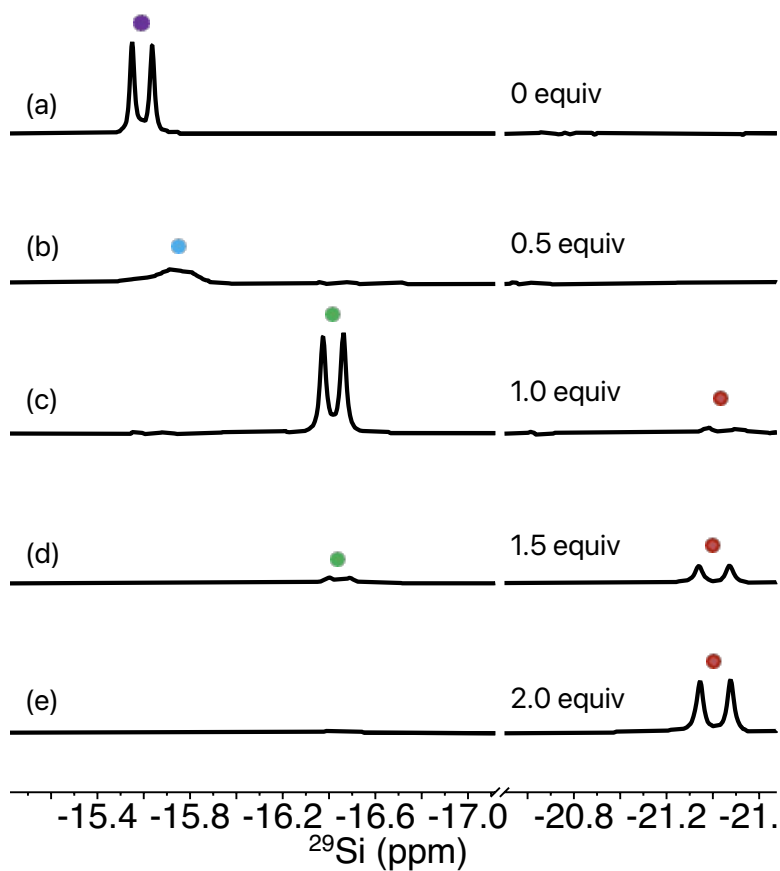 (a) 0 equiv
(b) 0.5 equiv
(c) 1.0 equiv
(d) 1.5 equiv
(e) 2.0 equiv
-15.4 -15.8 -16.2 -16.6 -17.0 -20.8 -21.2 -21.
29Si (ppm)